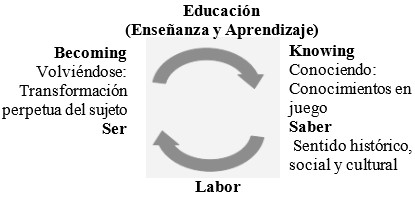 Educación
(Enseñanza y Aprendizaje)
Becoming
Volviéndose:
Transformación
perpetua del sujeto
Ser
Knowing
Conociendo:
Conocimientos en
juego
Saber
Sentido histórico,
social y cultural
Labor